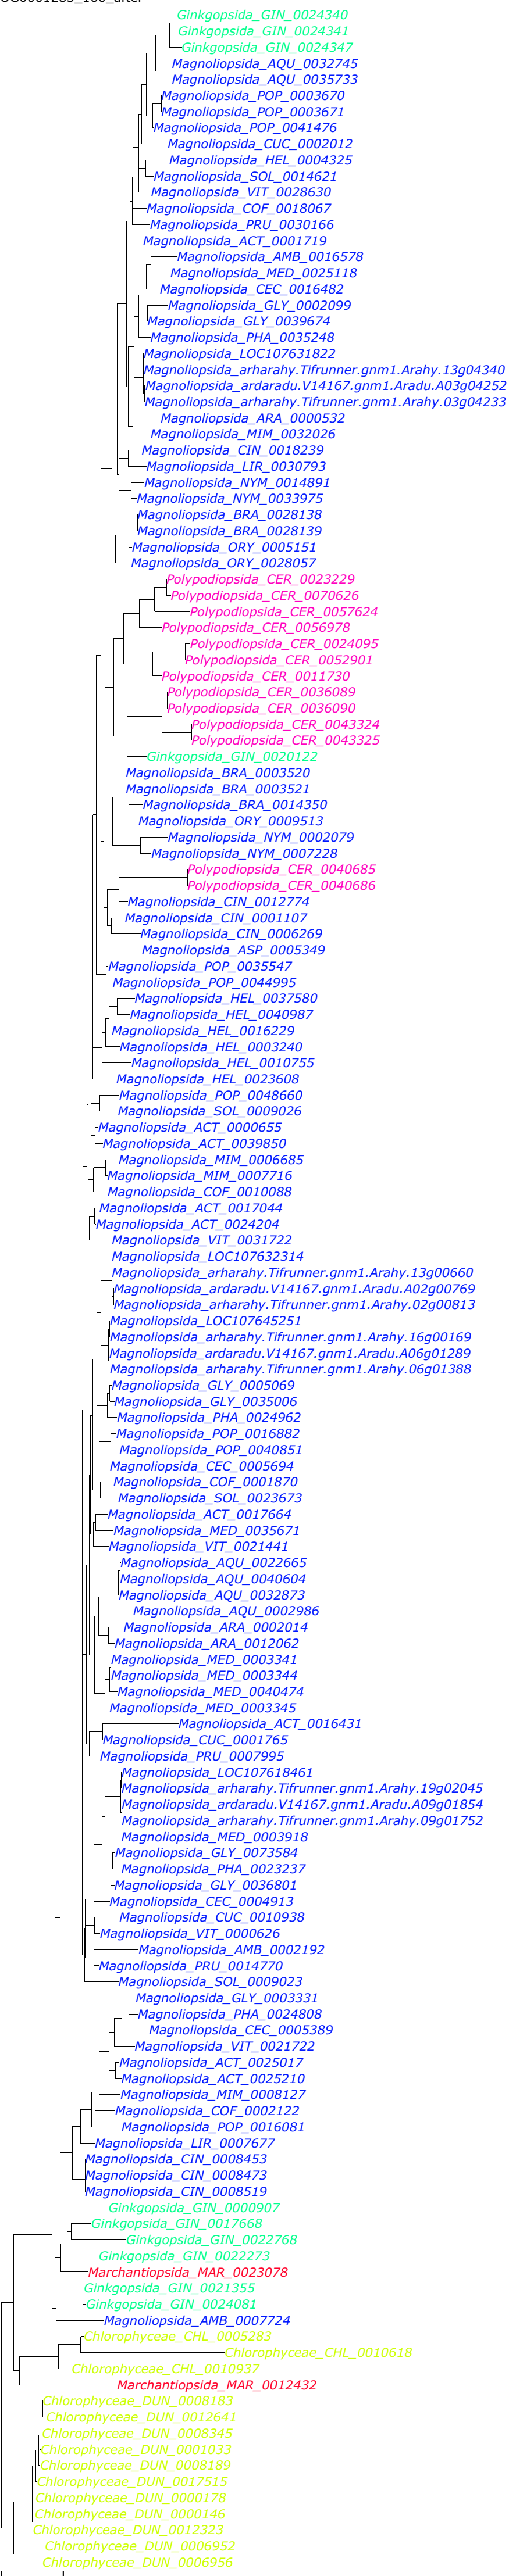 Ginkgopsida_GIN_0024340
Ginkgopsida_GIN_0024341
Ginkgopsida_GIN_0024347
Magnoliopsida_AQU_0032745
Magnoliopsida_AQU_0035733
Magnoliopsida_POP_0003670
Magnoliopsida_POP_0003671
Magnoliopsida_POP_0041476
Magnoliopsida_CUC_0002012
Magnoliopsida_HEL_0004325
Magnoliopsida_SOL_0014621
Magnoliopsida_VIT_0028630
Magnoliopsida_COF_0018067
Magnoliopsida_PRU_0030166
Magnoliopsida_ACT_0001719
Magnoliopsida_AMB_0016578
Magnoliopsida_MED_0025118
Magnoliopsida_CEC_0016482
Magnoliopsida_GLY_0002099
Magnoliopsida_GLY_0039674
Magnoliopsida_PHA_0035248
Magnoliopsida_LOC107631822
Magnoliopsida_arharahy.Tifrunner.gnm1.Arahy.13g04340
Magnoliopsida_ardaradu.V14167.gnm1.Aradu.A03g04252
Magnoliopsida_arharahy.Tifrunner.gnm1.Arahy.03g04233
Magnoliopsida_ARA_0000532
Magnoliopsida_MIM_0032026
Magnoliopsida_CIN_0018239
Magnoliopsida_LIR_0030793
Magnoliopsida_NYM_0014891
Magnoliopsida_NYM_0033975
Magnoliopsida_BRA_0028138
Magnoliopsida_BRA_0028139
Magnoliopsida_ORY_0005151
Magnoliopsida_ORY_0028057
Polypodiopsida_CER_0023229
Polypodiopsida_CER_0070626
Polypodiopsida_CER_0057624
Polypodiopsida_CER_0056978
Polypodiopsida_CER_0024095
Polypodiopsida_CER_0052901
Polypodiopsida_CER_0011730
Polypodiopsida_CER_0036089
Polypodiopsida_CER_0036090
Polypodiopsida_CER_0043324
Polypodiopsida_CER_0043325
Ginkgopsida_GIN_0020122
Magnoliopsida_BRA_0003520
Magnoliopsida_BRA_0003521
Magnoliopsida_BRA_0014350
Magnoliopsida_ORY_0009513
Magnoliopsida_NYM_0002079
Magnoliopsida_NYM_0007228
Polypodiopsida_CER_0040685
Polypodiopsida_CER_0040686
Magnoliopsida_CIN_0012774
Magnoliopsida_CIN_0001107
Magnoliopsida_CIN_0006269
Magnoliopsida_ASP_0005349
Magnoliopsida_POP_0035547
Magnoliopsida_POP_0044995
Magnoliopsida_HEL_0037580
Magnoliopsida_HEL_0040987
Magnoliopsida_HEL_0016229
Magnoliopsida_HEL_0003240
Magnoliopsida_HEL_0010755
Magnoliopsida_HEL_0023608
Magnoliopsida_POP_0048660
Magnoliopsida_SOL_0009026
Magnoliopsida_ACT_0000655
Magnoliopsida_ACT_0039850
Magnoliopsida_MIM_0006685
Magnoliopsida_MIM_0007716
Magnoliopsida_COF_0010088
Magnoliopsida_ACT_0017044
Magnoliopsida_ACT_0024204
Magnoliopsida_VIT_0031722
Magnoliopsida_LOC107632314
Magnoliopsida_arharahy.Tifrunner.gnm1.Arahy.13g00660
Magnoliopsida_ardaradu.V14167.gnm1.Aradu.A02g00769
Magnoliopsida_arharahy.Tifrunner.gnm1.Arahy.02g00813
Magnoliopsida_LOC107645251
Magnoliopsida_arharahy.Tifrunner.gnm1.Arahy.16g00169
Magnoliopsida_ardaradu.V14167.gnm1.Aradu.A06g01289
Magnoliopsida_arharahy.Tifrunner.gnm1.Arahy.06g01388
Magnoliopsida_GLY_0005069
Magnoliopsida_GLY_0035006
Magnoliopsida_PHA_0024962
Magnoliopsida_POP_0016882
Magnoliopsida_POP_0040851
Magnoliopsida_CEC_0005694
Magnoliopsida_COF_0001870
Magnoliopsida_SOL_0023673
Magnoliopsida_ACT_0017664
Magnoliopsida_MED_0035671
Magnoliopsida_VIT_0021441
Magnoliopsida_AQU_0022665
Magnoliopsida_AQU_0040604
Magnoliopsida_AQU_0032873
Magnoliopsida_AQU_0002986
Magnoliopsida_ARA_0002014
Magnoliopsida_ARA_0012062
Magnoliopsida_MED_0003341
Magnoliopsida_MED_0003344
Magnoliopsida_MED_0040474
Magnoliopsida_MED_0003345
Magnoliopsida_ACT_0016431
Magnoliopsida_CUC_0001765
Magnoliopsida_PRU_0007995
Magnoliopsida_LOC107618461
Magnoliopsida_arharahy.Tifrunner.gnm1.Arahy.19g02045
Magnoliopsida_ardaradu.V14167.gnm1.Aradu.A09g01854
Magnoliopsida_arharahy.Tifrunner.gnm1.Arahy.09g01752
Magnoliopsida_MED_0003918
Magnoliopsida_GLY_0073584
Magnoliopsida_PHA_0023237
Magnoliopsida_GLY_0036801
Magnoliopsida_CEC_0004913
Magnoliopsida_CUC_0010938
Magnoliopsida_VIT_0000626
Magnoliopsida_AMB_0002192
Magnoliopsida_PRU_0014770
Magnoliopsida_SOL_0009023
Magnoliopsida_GLY_0003331
Magnoliopsida_PHA_0024808
Magnoliopsida_CEC_0005389
Magnoliopsida_VIT_0021722
Magnoliopsida_ACT_0025017
Magnoliopsida_ACT_0025210
Magnoliopsida_MIM_0008127
Magnoliopsida_COF_0002122
Magnoliopsida_POP_0016081
Magnoliopsida_LIR_0007677
Magnoliopsida_CIN_0008453
Magnoliopsida_CIN_0008473
Magnoliopsida_CIN_0008519
Ginkgopsida_GIN_0000907
Ginkgopsida_GIN_0017668
Ginkgopsida_GIN_0022768
Ginkgopsida_GIN_0022273
Marchantiopsida_MAR_0023078
Ginkgopsida_GIN_0021355
Ginkgopsida_GIN_0024081
Magnoliopsida_AMB_0007724
Chlorophyceae_CHL_0005283
Chlorophyceae_CHL_0010618
Chlorophyceae_CHL_0010937
Marchantiopsida_MAR_0012432
Chlorophyceae_DUN_0008183
Chlorophyceae_DUN_0012641
Chlorophyceae_DUN_0008345
Chlorophyceae_DUN_0001033
Chlorophyceae_DUN_0008189
Chlorophyceae_DUN_0017515
Chlorophyceae_DUN_0000178
Chlorophyceae_DUN_0000146
Chlorophyceae_DUN_0012323
Chlorophyceae_DUN_0006952
Chlorophyceae_DUN_0006956